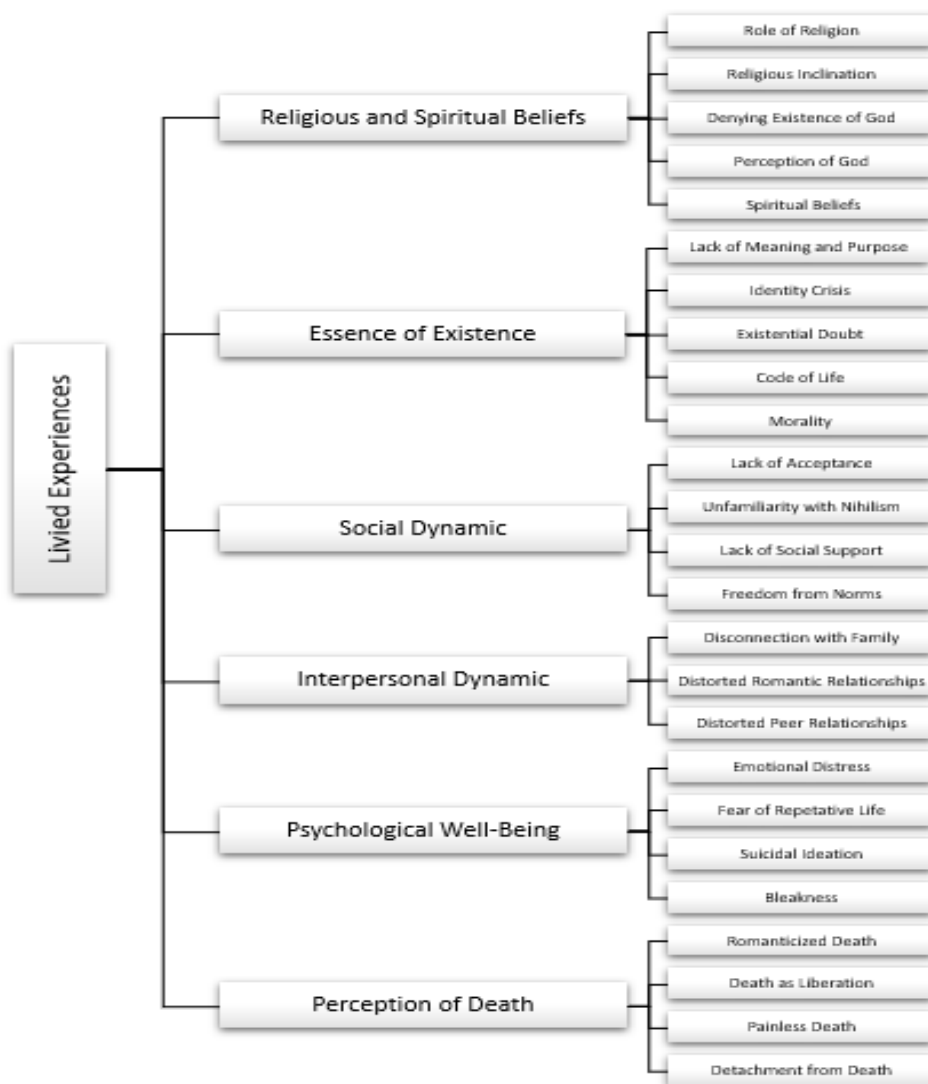 Livied Experiences
Religious and Spiritual Beliefs
Role of Religion
Religious Inclination
Denying Existence of God
Perception of God
Spiritual Beliefs
Essence of Existence
Lack of Meaning and Purpose
Identity Crisis
Existential Doubt
Code of Life
Morality
Social Dynamic
Lack of Acceptance
Unfamiliarity with Nihilism
Lack of Social Support
Freedom from Norms
Interpersonal Dynamic
Disconnection with Family
Distorted Romantic Relationships
Distorted Peer Relationships
Psychological Well-Being
Emotional Distress
Fear of Repetative Life
Suicidal Ideation
Bleakness
Perception of Death
Romanticized Death
Death as Liberation
Painless Death
Detachment from Death